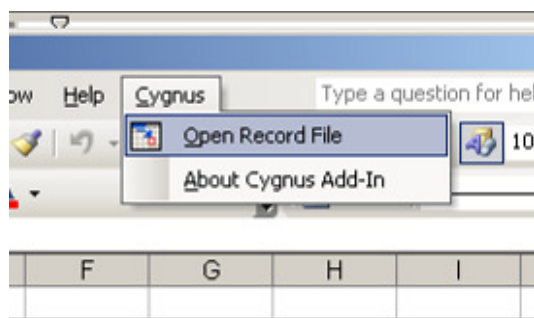 ow Help Cygnus Type a question for hel
Open Record File 10
About Cygnus Add-In
F G H I